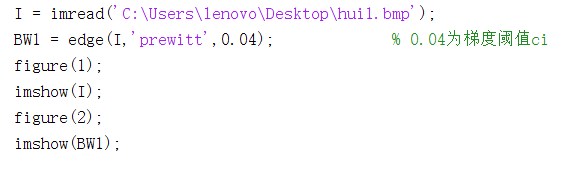 I = imread('C:\Users\lenovo\Desktop\hui1.bmp');
BW1 = edge(I,'prewitt',0.04); % 0.04为梯度阈值ci
figure(1);
imshow(I);
figure(2);
imshow(BW1);